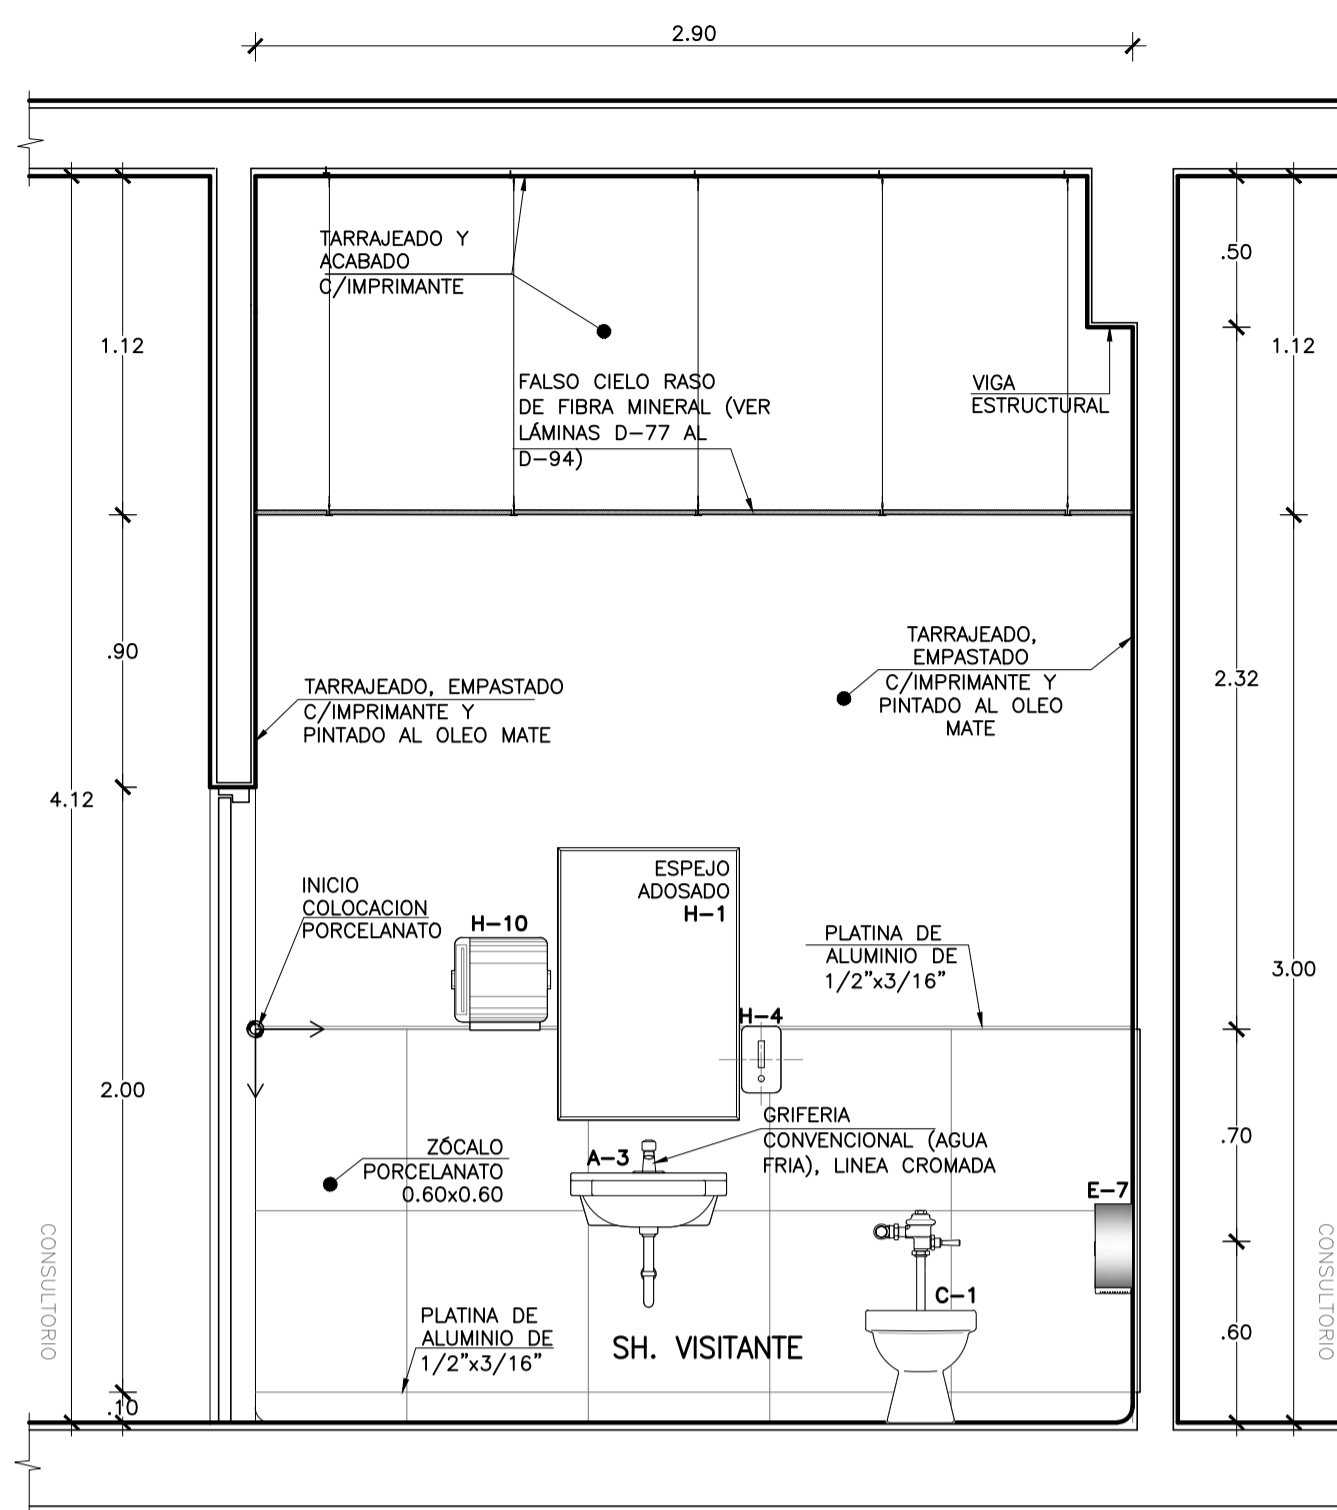 2.90
TARRAJEADO Y
ACABADO
C/IMPRIMANTE
.50
1.12
1.12
FALSO CIELO RASO
DE FIBRA MINERAL (VER
LÁMINAS D-77 AL
D-94)
VIGA
ESTRUCTURAL
.90
TARRAJEADO, EMPASTADO
C/IMPRIMANTE Y
PINTADO AL OLEO MATE
TARRAJEADO,
EMPASTADO
C/IMPRIMANTE Y
PINTADO AL OLEO
MATE
2.32
4.12
ESPEJO
ADOSADO
H-1
INICIO
COLOCACION
PORCELANATO
H-10
PLATINA DE
ALUMINIO DE
1/2"x3/16"
3.00
H-4
2.00
GRIFERIA
CONVENCIONAL (AGUA
FRIA), LINEA CROMADA
.70
ZÓCALO
PORCELANATO
0.60x0.60
A-3
E-7
CONSULTORIO
CONSULTORIO
C-1
PLATINA DE
ALUMINIO DE
1/2"x3/16"
SH. VISITANTE
.60
.10